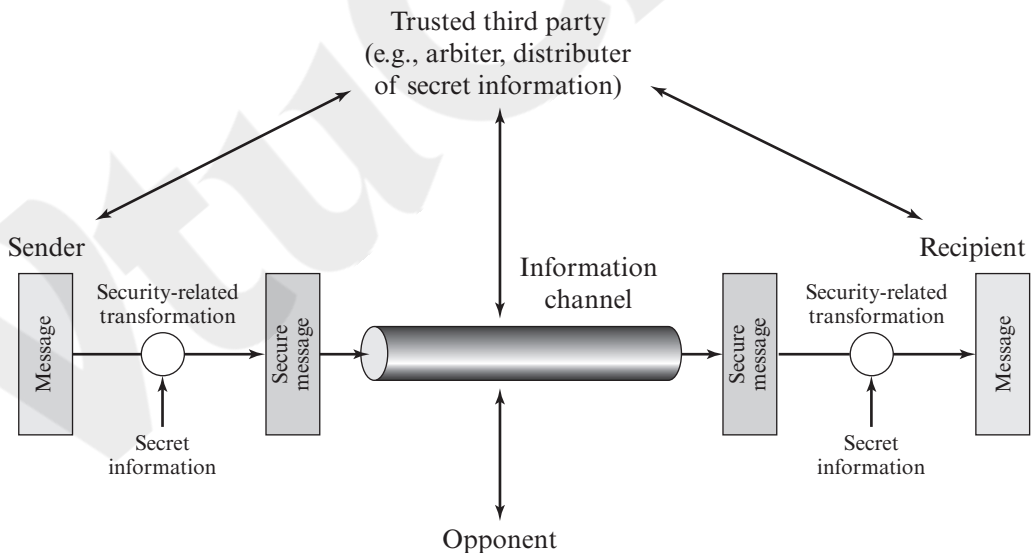 Trusted third party
(e.g., arbiter, distributer
of secret information)
Sender
Recipient
Information
channel
Security-related
transformation
Security-related
transformation
Message
Secure
message
Secure
message
Message
Secret
information
Secret
information
Opponent